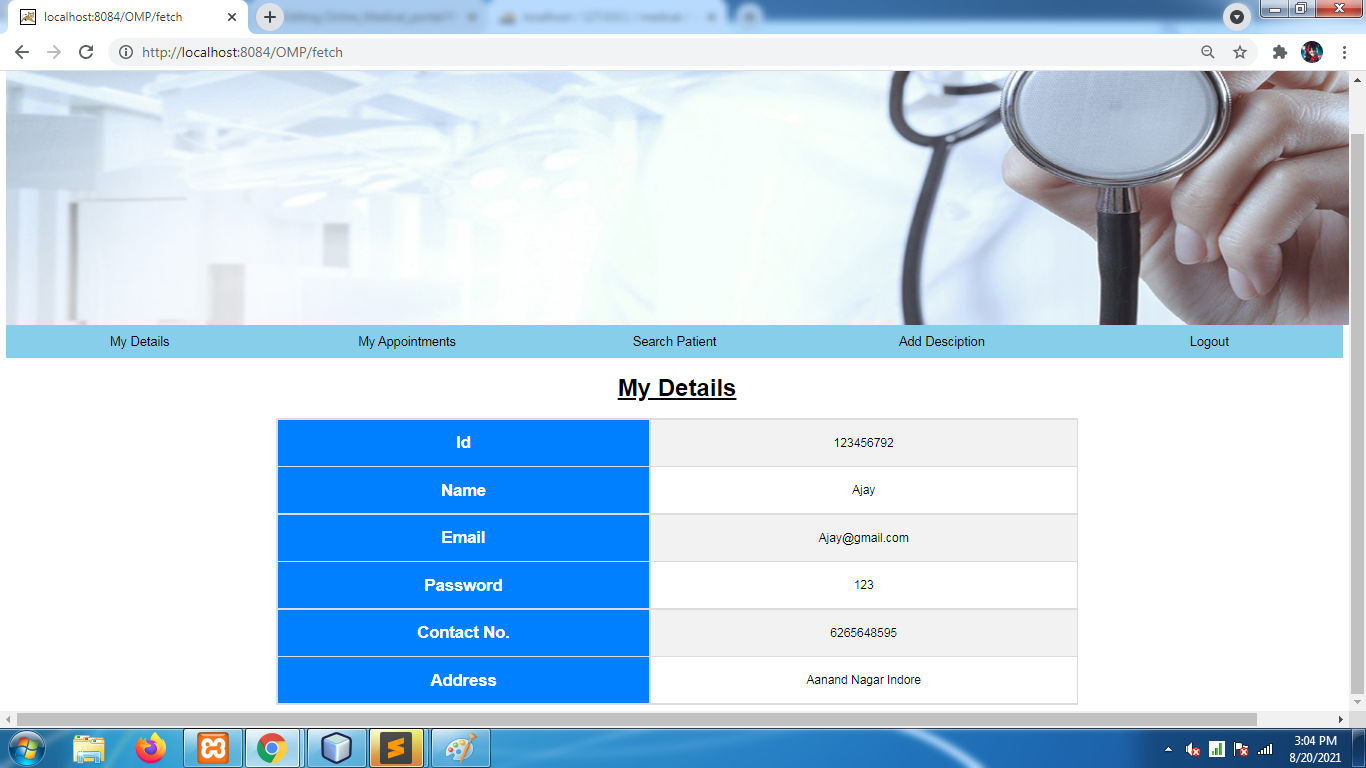 localhost:8084/OMP/fetch
http://localhost:8084/OMP/fetch
My Details My Appointments Search Patient Add Desciption Logout
My Details
Id 123456792
Name Ajay
Email Ajay@gmail.com
Password 123
Contact No. 6265648595
Address Aanand Nagar Indore
3:04 PM
8/20/2021